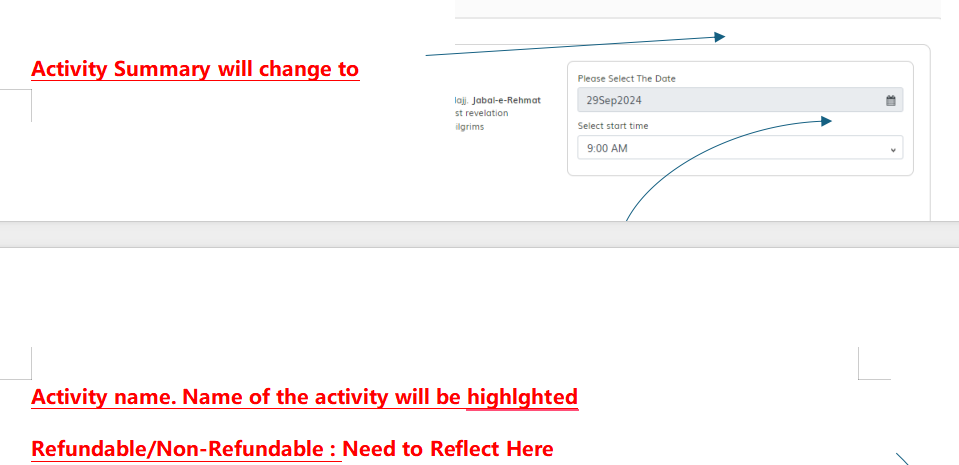 Activity Summary will change to
Please Select The Date
29Sep2024
Jabal-e-Rehmat
st revelation
ilgrims
Select start time
9:00 AM
Activity name. Name of the activity will be highlghted
Refundable/Non-Refundable : Need to Reflect Here